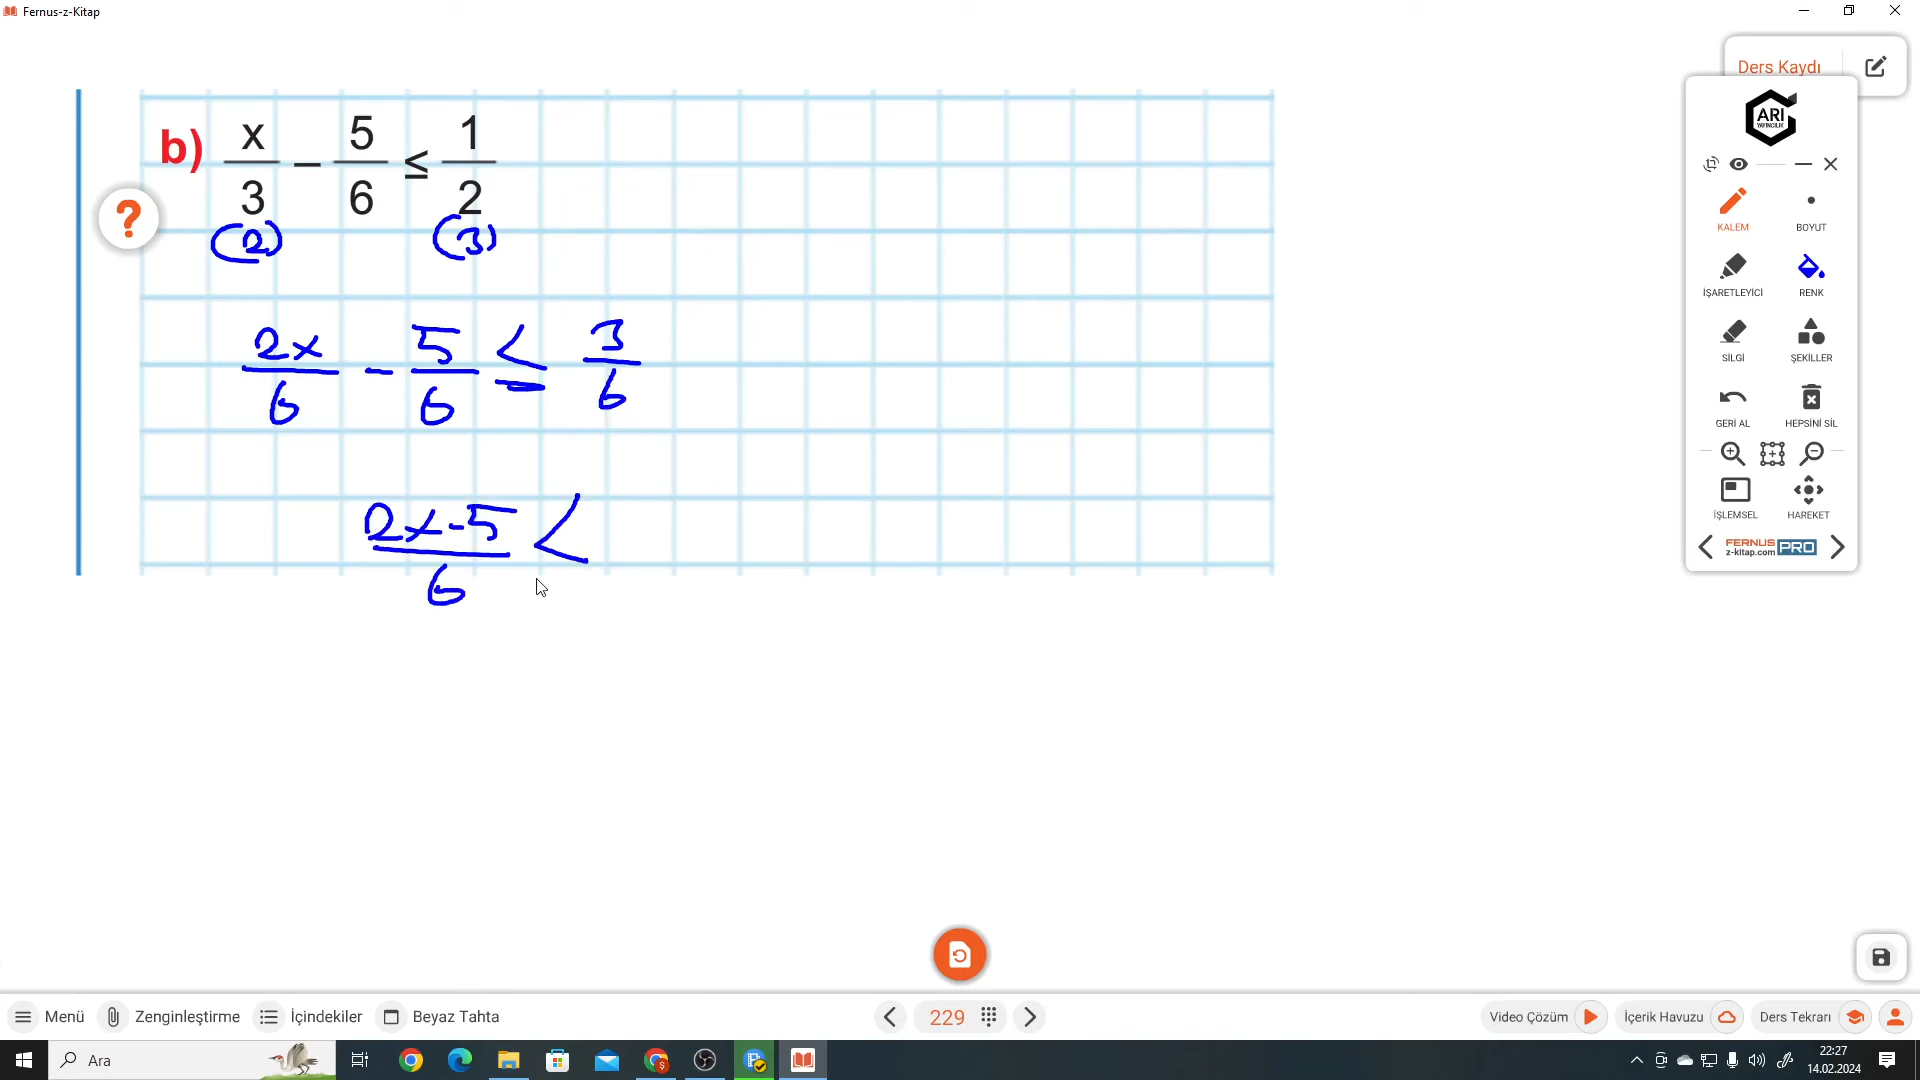 Fernus-z-Kitap
Ders Kaydı
ARI
YAYINCILIK
b) x/3 − 5/6 ≤ 1/2
(2) (3)
?
2x/6 - 5/6 ≤ 3/6
2x-5/6 <
KALEM
BOYUT
İŞARETLEYİCİ
RENK
SİLGİ
ŞEKİLLER
GERİ AL
HEPSİNİ SİL
İŞLEMSEL
HAREKET
FERNUS
z-kitap.com PRO
Menü
Zenginleştirme
İçindekiler
Beyaz Tahta
229
Video Çözüm
İçerik Havuzu
Ders Tekrarı
Ara
22:27
14.02.2024